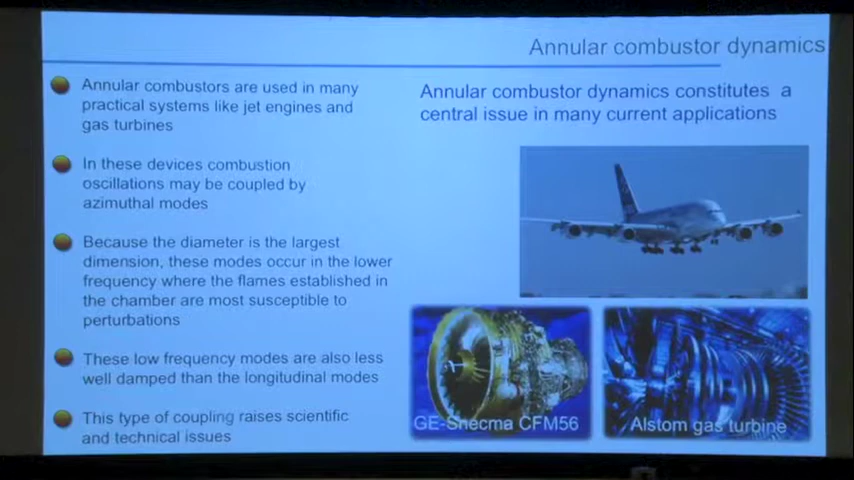 Annular combustor dynamics
Annular combustors are used in many
practical systems like jet engines and
gas turbines
In these devices combustion
oscillations may be coupled by
azimuthal modes
Because the diameter is the largest
dimension, these modes occur in the lower
frequency where the flames established in
the chamber are most susceptible to
perturbations
These low frequency modes are also less
well damped than the longitudinal modes
This type of coupling raises scientific
and technical issues
Annular combustor dynamics constitutes a
central issue in many current applications
GE-Snecma CFM56
Alstom gas turbine